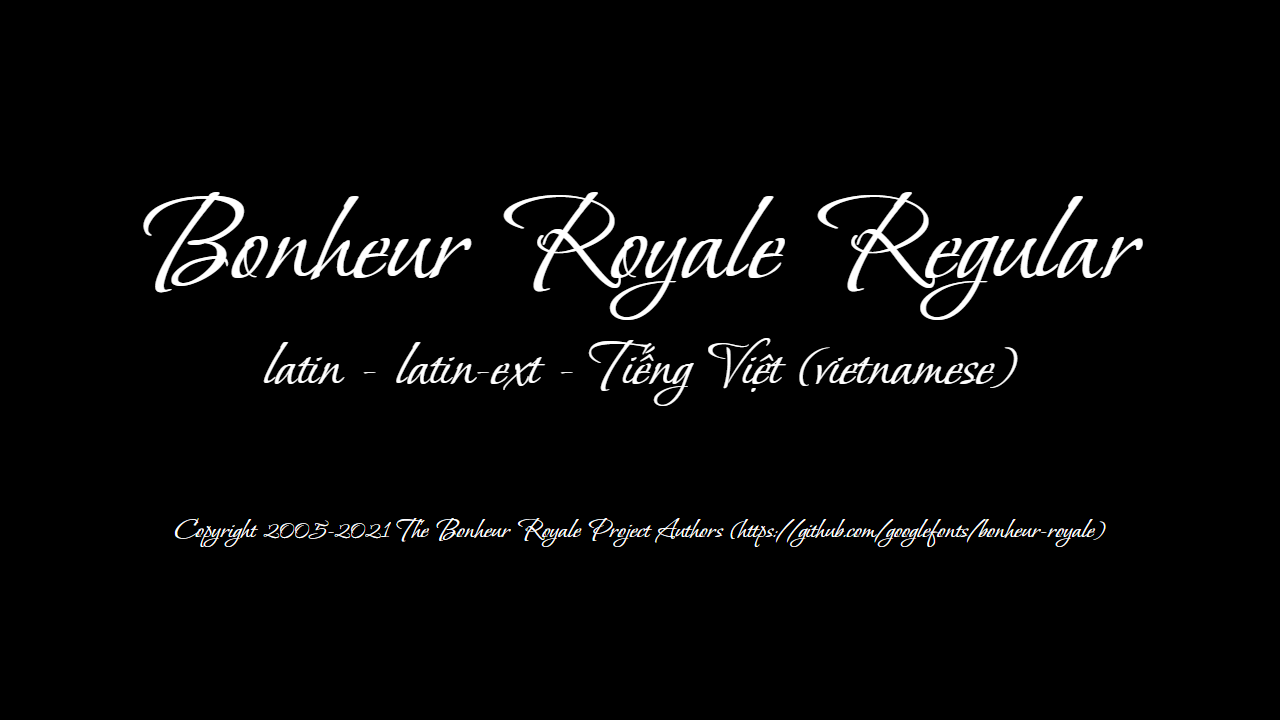 Bonheur Royale Regular
latin - latin-ext - Tiếng Việt (vietnamese)
Copyright 2005-2021 The Bonheur Royale Project Authors (https://github.com/googlefonts/bonheur-royale)